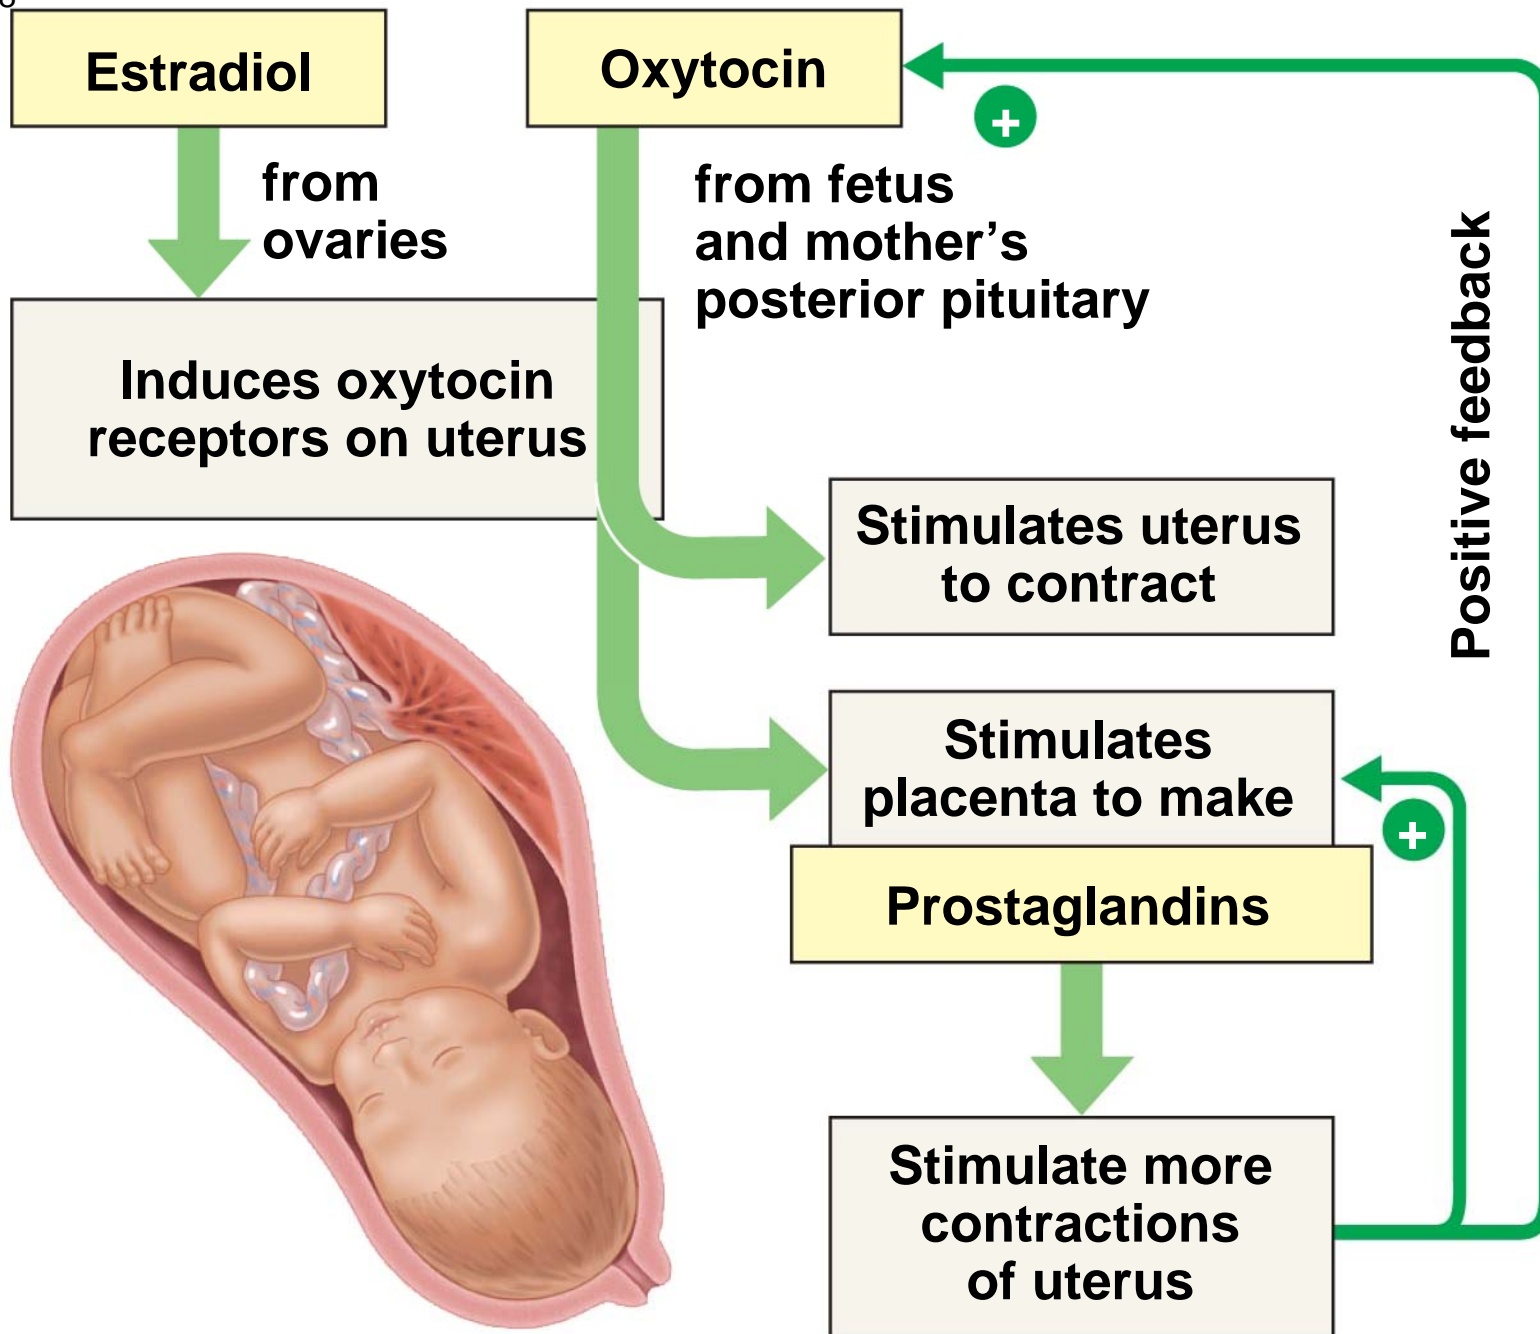 Estradiol
Oxytocin
+
from
ovaries
from fetus
and mother’s
posterior pituitary
Induces oxytocin
receptors on uterus
Positive feedback
Stimulates uterus
to contract
Stimulates
placenta to make
+
Prostaglandins
Stimulate more
contractions
of uterus